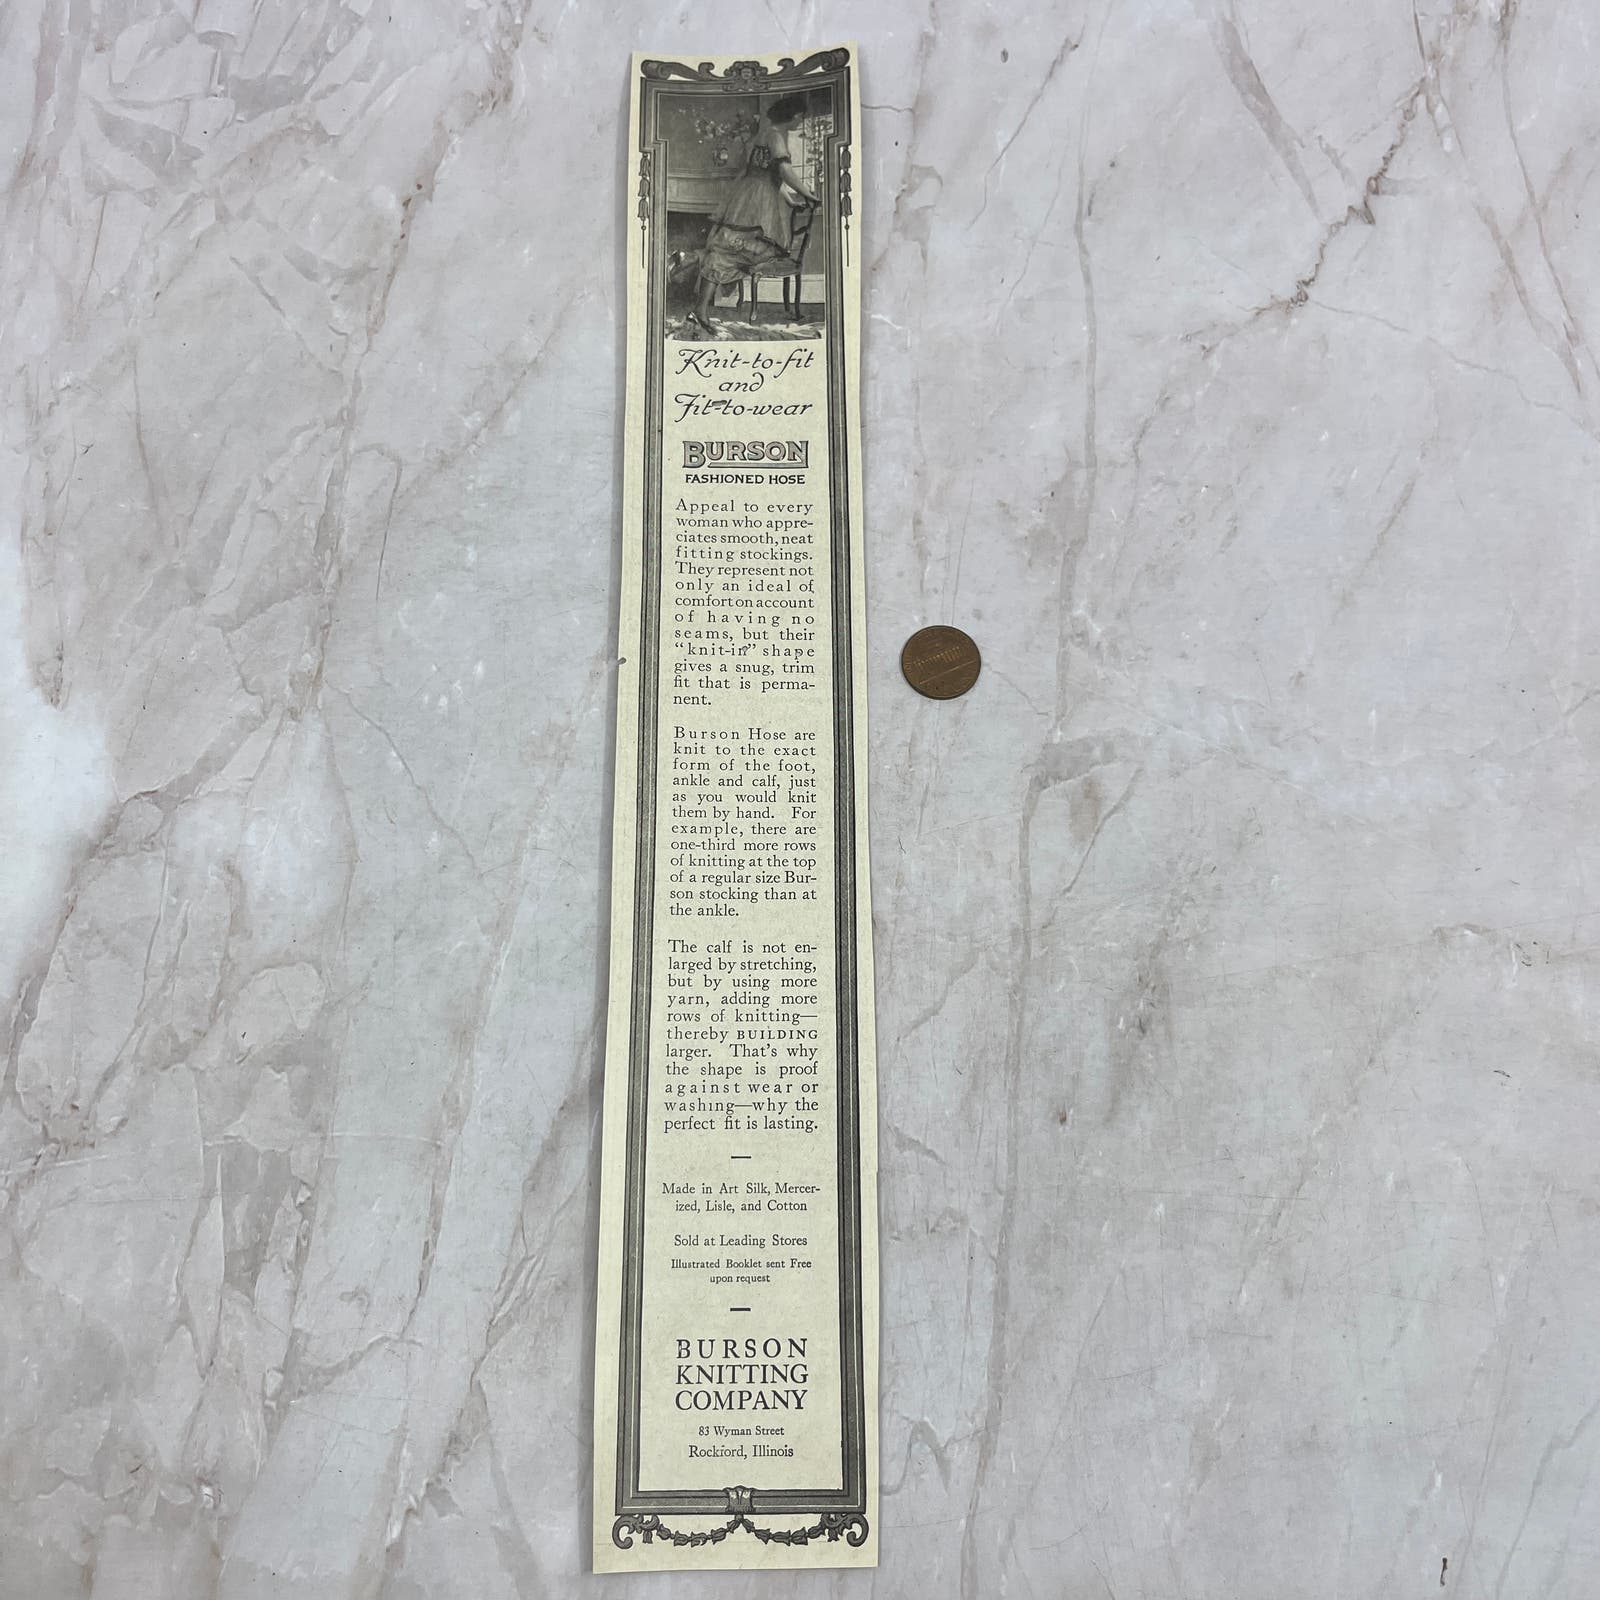 Knit-to-fit
and
Fit-to-wear
BURSON
FASHIONED HOSE
Appeal to every
woman who appre-
ciates smooth, neat
fitting stockings.
They represent not
only an ideal of
comfort on account
of having no
seams, but their
"knit-in" shape
gives a snug, trim
fit that is perma-
nent.
Burson Hose are
knit to the exact
form of the foot,
ankle and calf, just
as you would knit
them by hand. For
example, there are
one-third more rows
of knitting at the top
of a regular size Bur-
son stocking than at
the ankle.
The calf is not en-
larged by stretching,
but by using more
yarn, adding more
rows of knitting—
thereby BUILDING
larger. That's why
the shape is proof
against wear or
washing—why the
perfect fit is lasting.
Made in Art Silk, Mercer-
ized, Lisle, and Cotton
Sold at Leading Stores
Illustrated Booklet sent Free
upon request
BURSON
KNITTING
COMPANY
83 Wyman Street
Rockford, Illinois